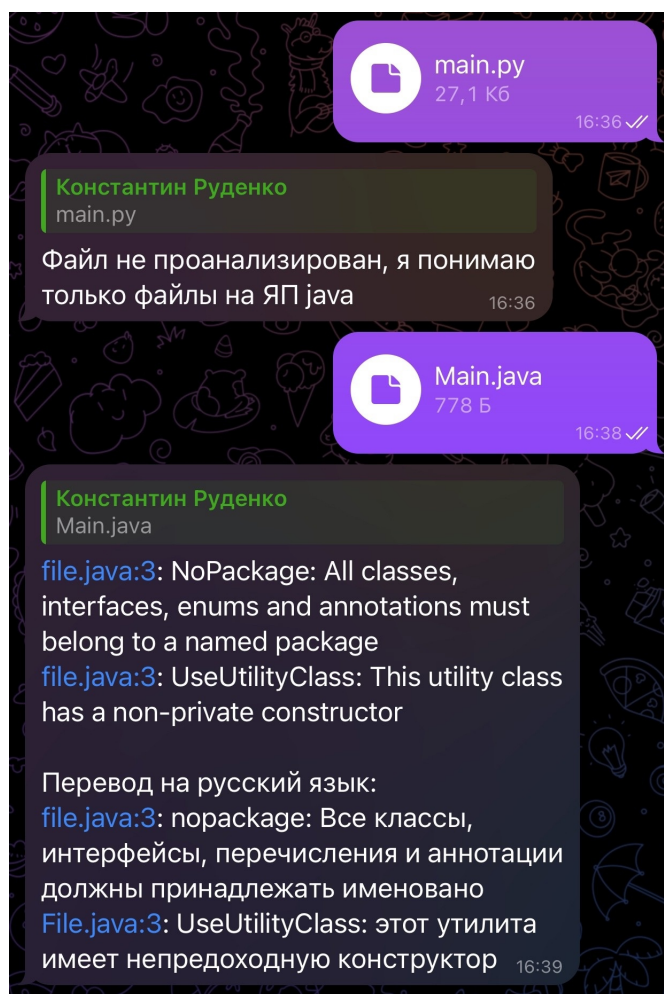 main.py
27,1 Кб
16:36
Константин Руденко
main.py
Файл не проанализирован, я понимаю
только файлы на ЯП java
16:36
Main.java
778 Б
16:38
Константин Руденко
Main.java
file.java:3: NoPackage: All classes,
interfaces, enums and annotations must
belong to a named package
file.java:3: UseUtilityClass: This utility class
has a non-private constructor
Перевод на русский язык:
file.java:3: nopackage: Все классы,
интерфейсы, перечисления и аннотации
должны принадлежать именовано
File.java:3: UseUtilityClass: этот утилита
имеет непредоходную конструктор
16:39